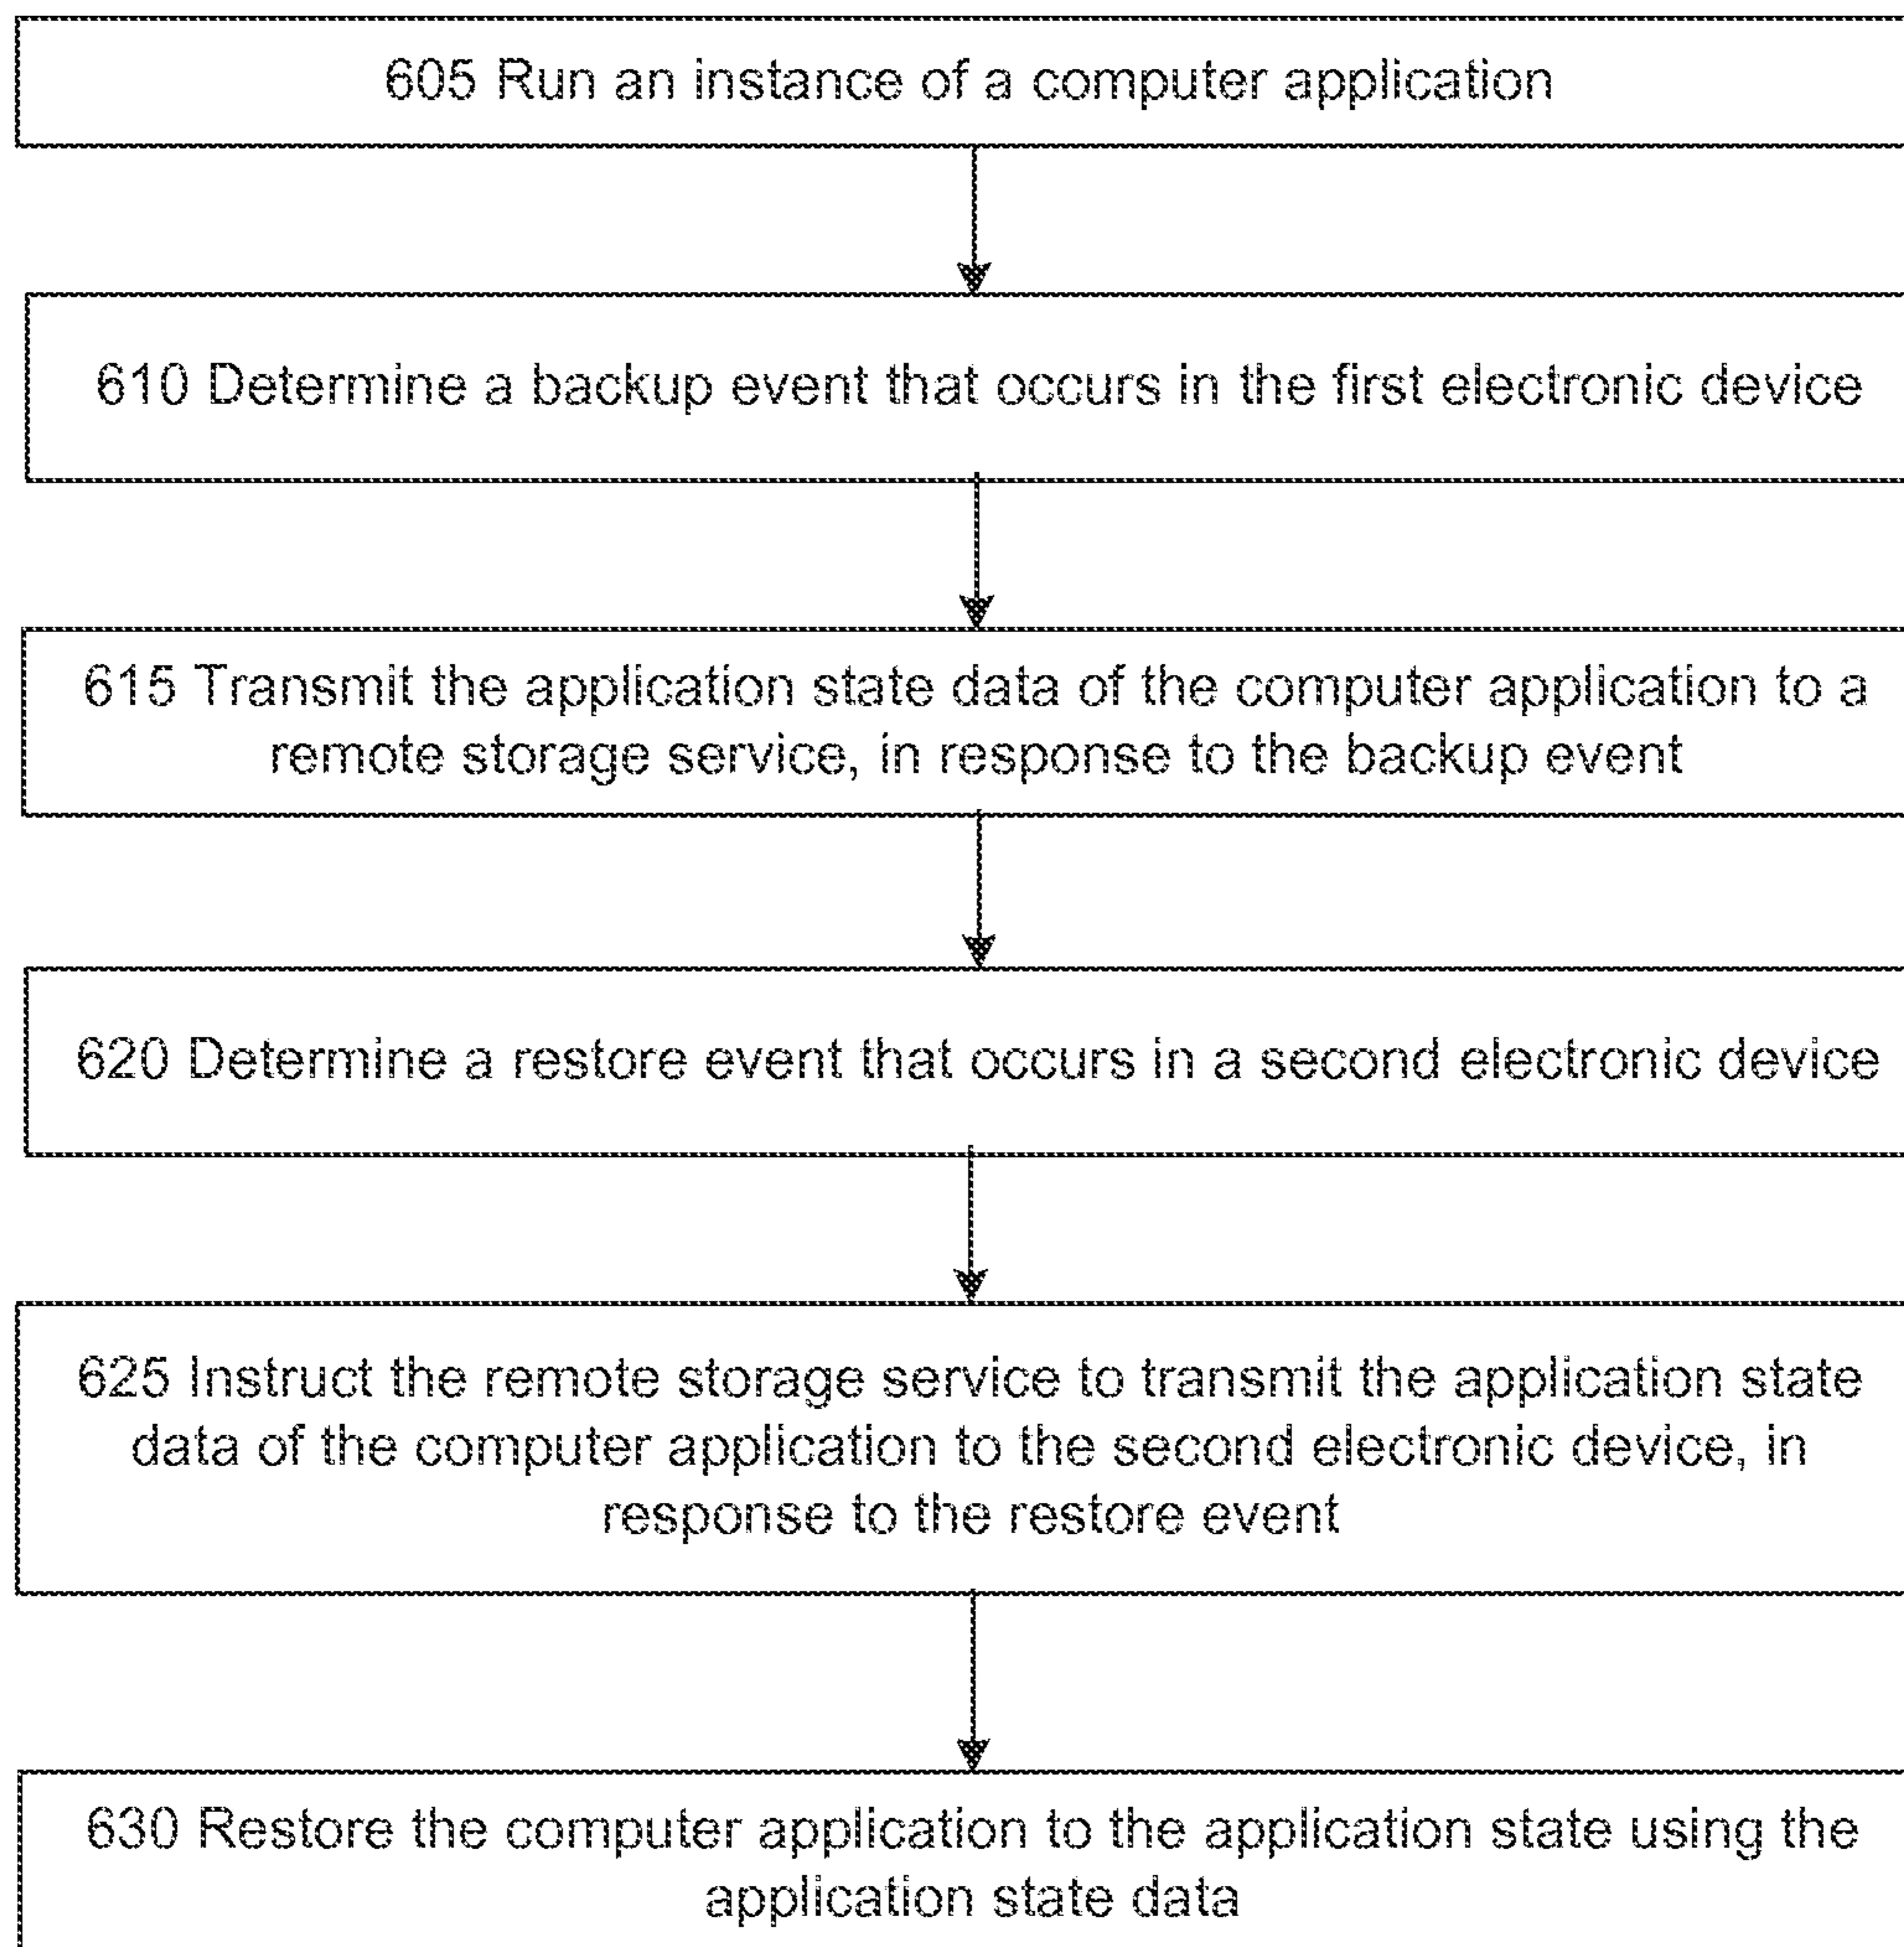 605 Run an instance of a computer application
610 Determine a backup event that occurs in the first electronic device
615 Transmit the application state data of the computer application to a
remote storage service, in response to the backup event
620 Determine a restore event that occurs in a second electronic device
625 Instruct the remote storage service to transmit the application state
data of the computer application to the second electronic device, in
response to the restore event
630 Restore the computer application to the application state using the
application state data